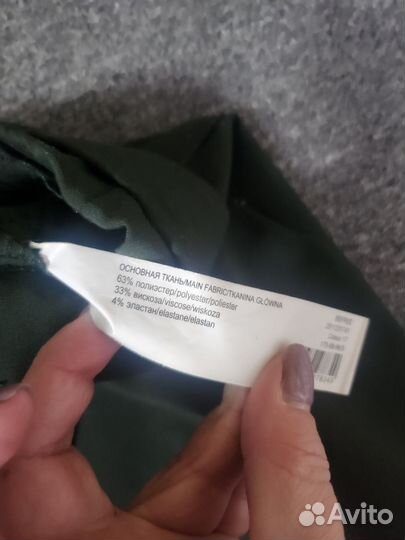 ОСНОВНАЯ ТКАНЬ/MAIN FABRIC/TKANINA GŁÓWNA
63% полиэстер/polyester/poliester
33% вискоза/viscose/wiskoza
4% эластан/elastane/elastan
BEFREE
Avito